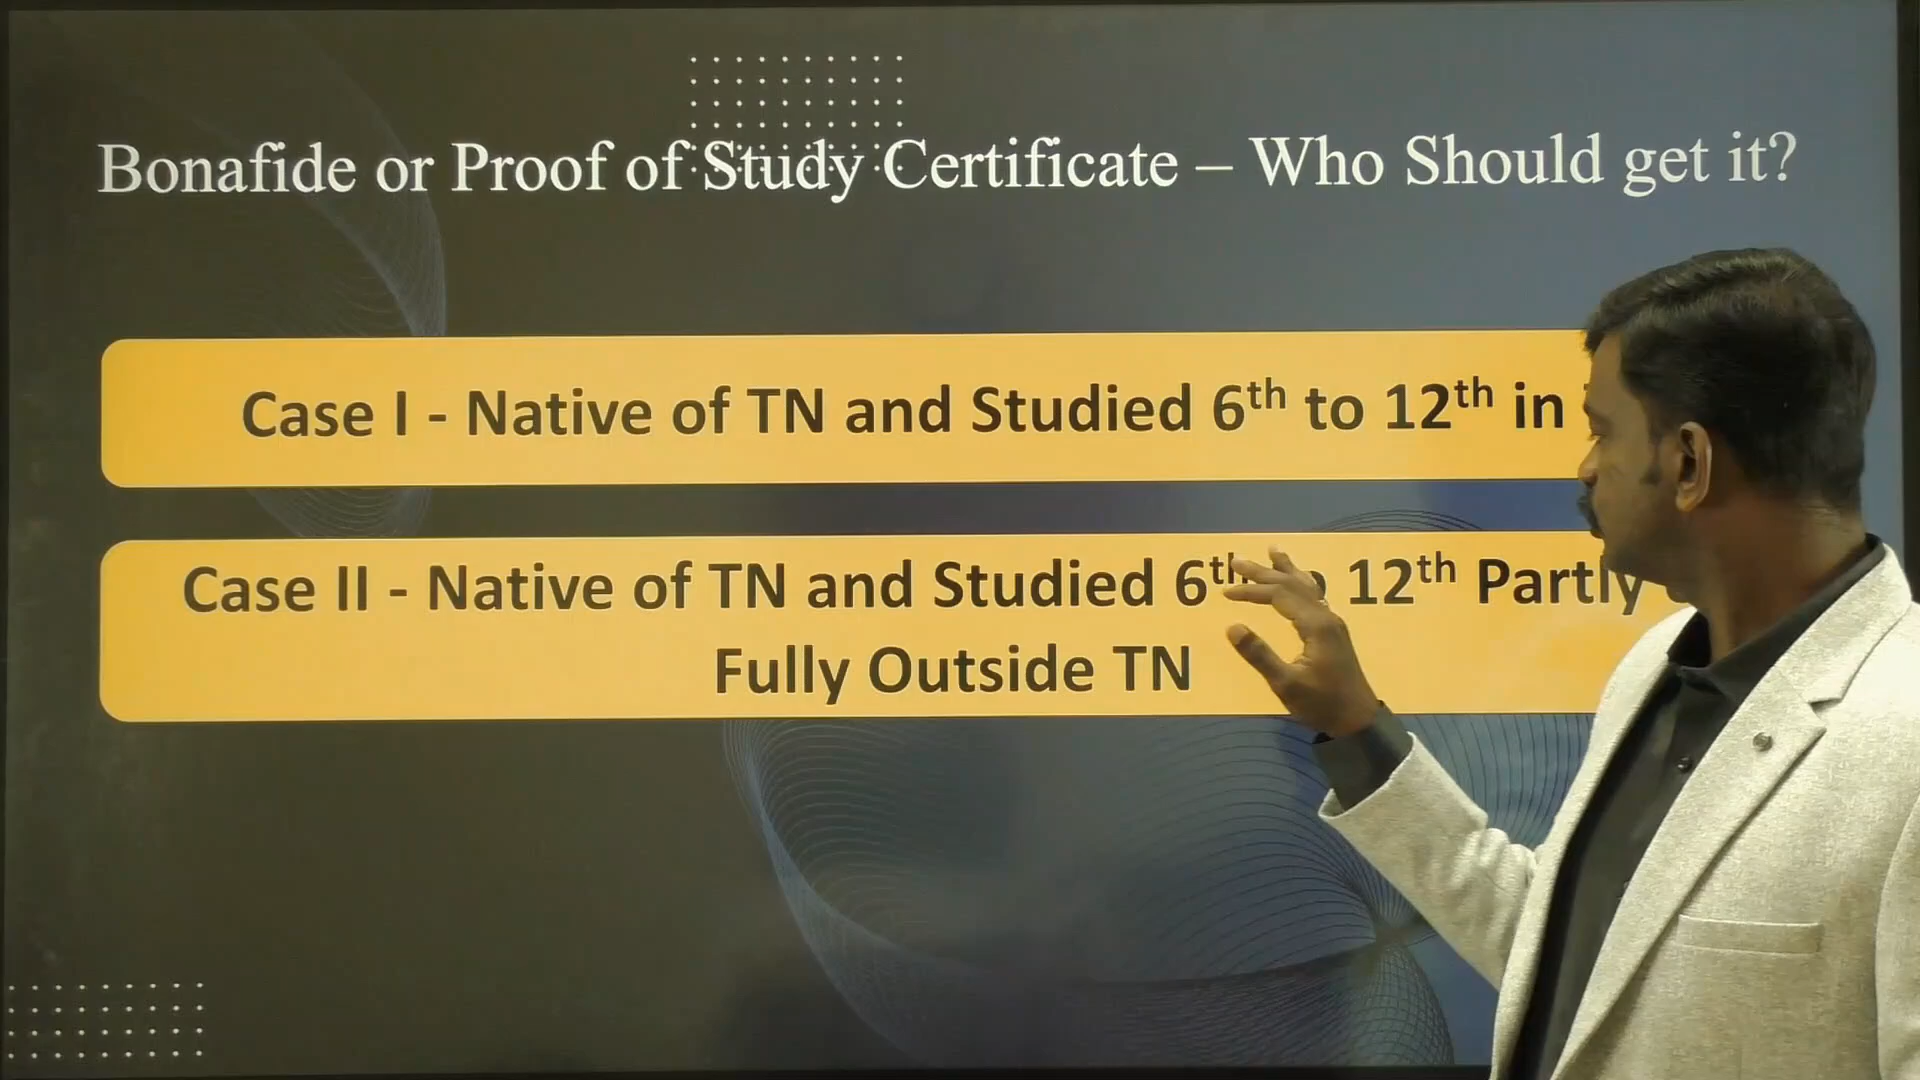 Bonafide or Proof of Study Certificate – Who Should get it?
Case I - Native of TN and Studied 6th to 12th in
Case II - Native of TN and Studied 6th 12th Partly
Fully Outside TN